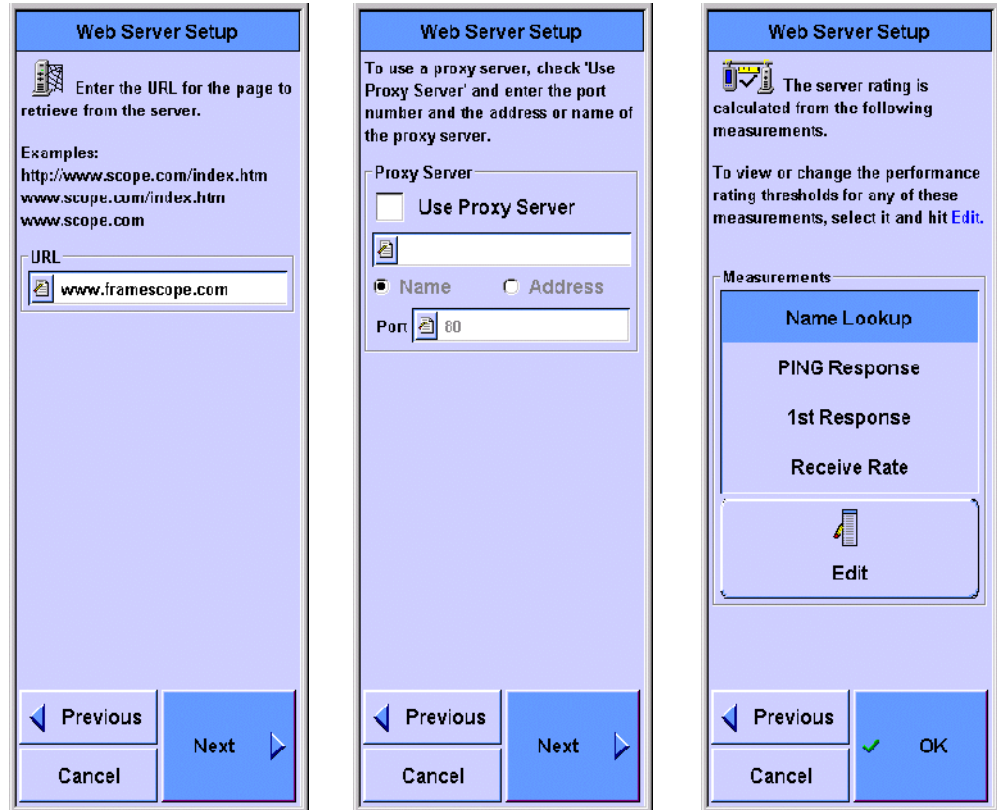 Web Server Setup
Enter the URL for the page to
retrieve from the server.
Examples:
http://www.scope.com/index.htm
www.scope.com/index.htm
www.scope.com
URL
www.framescope.com
Previous
Next
Cancel
Web Server Setup
To use a proxy server, check 'Use
Proxy Server' and enter the port
number and the address or name of
the proxy server.
Proxy Server
Use Proxy Server
Name Address
Port 80
Previous
Next
Cancel
Web Server Setup
The server rating is
calculated from the following
measurements.
To view or change the performance
rating thresholds for any of these
measurements, select it and hit Edit.
Measurements
Name Lookup
PING Response
1st Response
Receive Rate
Edit
Previous
OK
Cancel